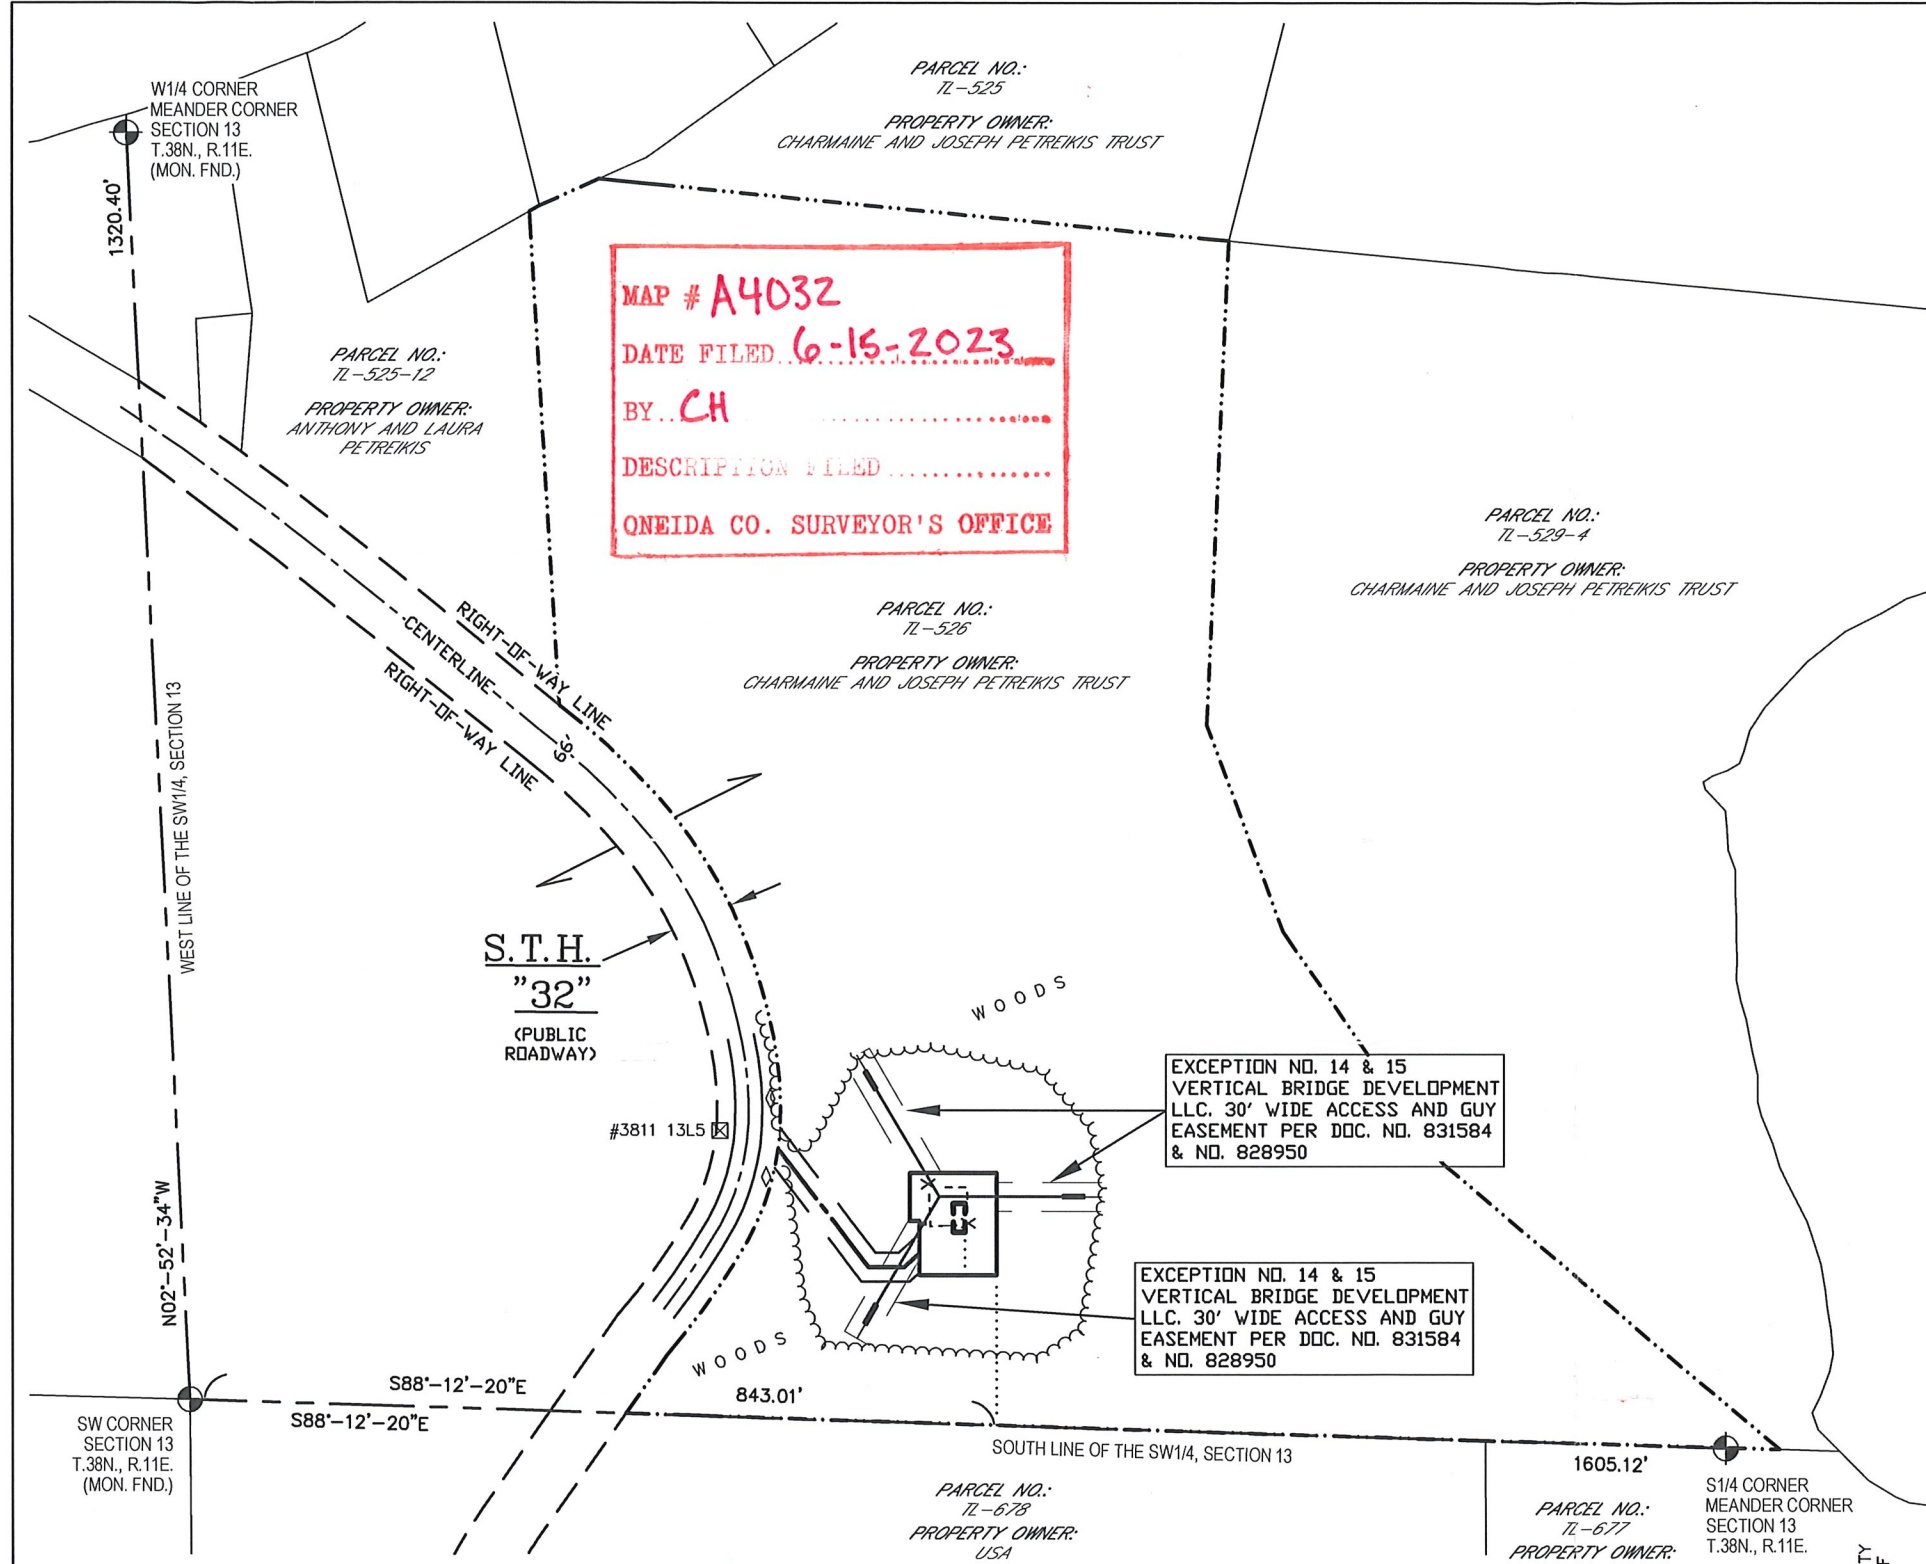 W1/4 CORNER
MEANDER CORNER
SECTION 13
T.38N., R.11E.
(MON. FND.)
1320.40'
PARCEL NO.:
TL-525
PROPERTY OWNER:
CHARMAINE AND JOSEPH PETREIKIS TRUST
MAP # A4032
DATE FILED 6-15-2023
BY CH
DESCRIPTION FILED
ONEIDA CO. SURVEYOR'S OFFICE
PARCEL NO.:
TL-525-12
PROPERTY OWNER:
ANTHONY AND LAURA
PETREIKIS
PARCEL NO.:
TL-529-4
PROPERTY OWNER:
CHARMAINE AND JOSEPH PETREIKIS TRUST
PARCEL NO.:
TL-526
PROPERTY OWNER:
CHARMAINE AND JOSEPH PETREIKIS TRUST
RIGHT-OF-WAY LINE
CENTERLINE
RIGHT-OF-WAY LINE
66'
WEST LINE OF THE SW1/4, SECTION 13
S.T.H.
"32"
(PUBLIC
ROADWAY)
WOODS
#3811 13L5
EXCEPTION NO. 14 & 15
VERTICAL BRIDGE DEVELOPMENT
LLC. 30' WIDE ACCESS AND GUY
EASEMENT PER DOC. NO. 831584
& NO. 828950
EXCEPTION NO. 14 & 15
VERTICAL BRIDGE DEVELOPMENT
LLC. 30' WIDE ACCESS AND GUY
EASEMENT PER DOC. NO. 831584
& NO. 828950
N02°-52'-34"W
WOODS
S88°-12'-20"E
843.01'
S88°-12'-20"E
SW CORNER
SECTION 13
T.38N., R.11E.
(MON. FND.)
SOUTH LINE OF THE SW1/4, SECTION 13
1605.12'
PARCEL NO.:
TL-678
PROPERTY OWNER:
USA
PARCEL NO.:
TL-677
PROPERTY OWNER:
S1/4 CORNER
MEANDER CORNER
SECTION 13
T.38N., R.11E.